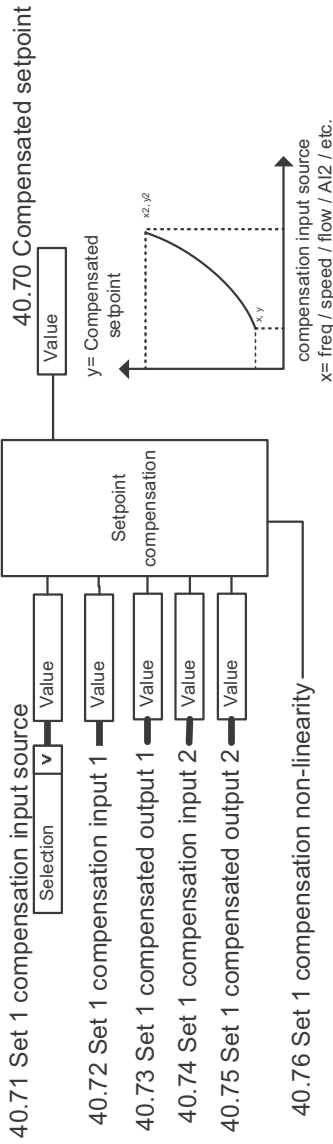 40.71 Set 1 compensation input source
Selection
v
Value
40.72 Set 1 compensation input 1
Value
40.73 Set 1 compensated output 1
Value
40.74 Set 1 compensation input 2
Value
40.75 Set 1 compensated output 2
Value
40.76 Set 1 compensation non-linearity
Setpoint
compensation
40.70 Compensated setpoint
Value
y= Compensated
setpoint
x2, y2
x, y
compensation input source
x= freq / speed / flow / AI2 / etc.